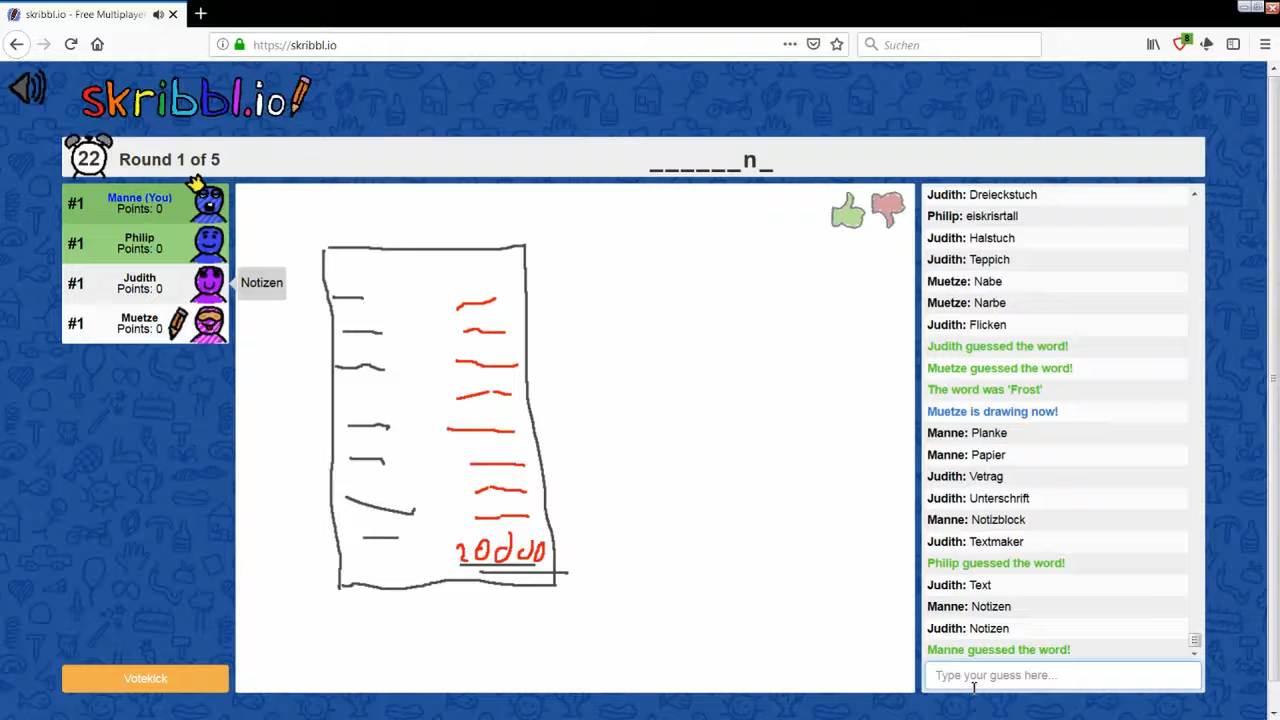 skribbl.io - Free Multiplayer
https://skribbl.io
Suchen
8
skribbl.io
22
Round 1 of 5
______n_
#1
Manne (You)
Points: 0
#1
Philip
Points: 0
#1
Judith
Points: 0
Notizen
#1
Muetze
Points: 0
Votekick
20000
Judith: Dreieckstuch
Philip: eiskrisrtall
Judith: Halstuch
Judith: Teppich
Muetze: Nabe
Muetze: Narbe
Judith: Flicken
Judith guessed the word!
Muetze guessed the word!
The word was 'Frost'
Muetze is drawing now!
Manne: Planke
Manne: Papier
Judith: Vetrag
Judith: Unterschrift
Manne: Notizblock
Judith: Textmaker
Philip guessed the word!
Judith: Text
Manne: Notizen
Judith: Notizen
Manne guessed the word!
Type your guess here...